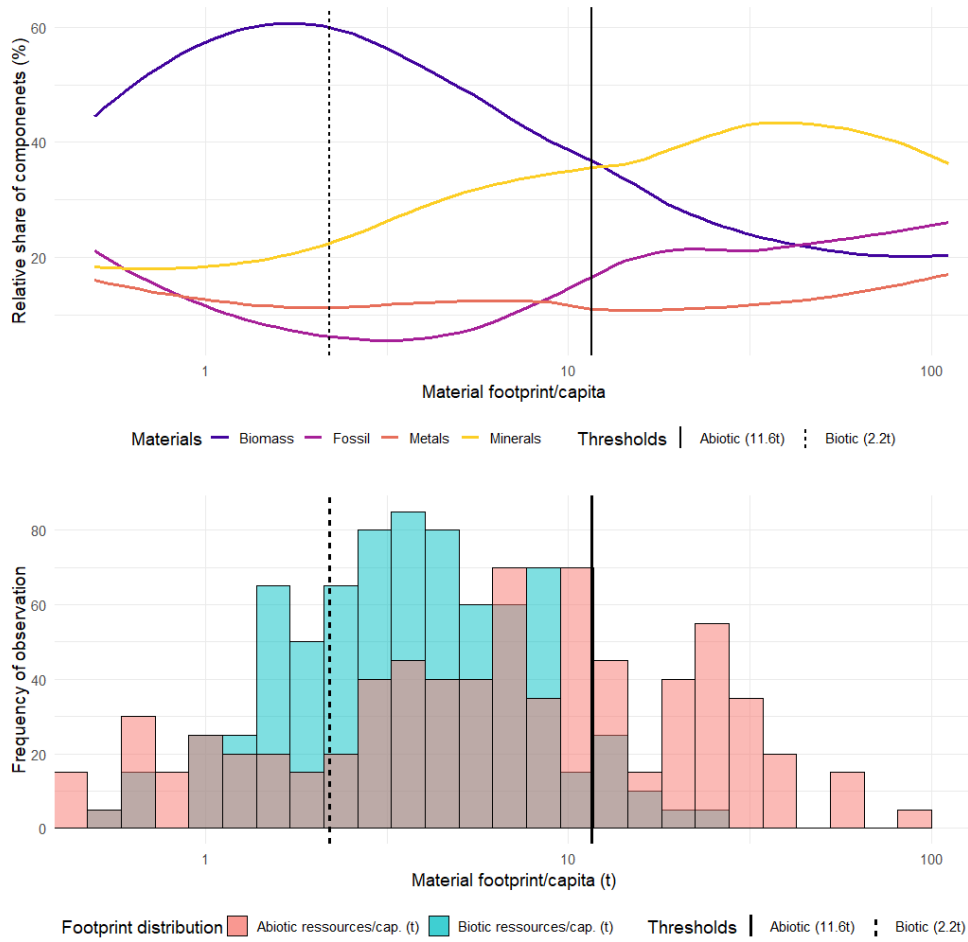 60
40
20
Relative share of componenets (%)
1
10
100
Material footprint/capita
Materials Biomass Fossil Metals Minerals Thresholds Abiotic (11.6t) Biotic (2.2t)
80
60
40
20
0
Frequency of observation
1
10
100
Material footprint/capita (t)
Footprint distribution Abiotic ressources/cap. (t) Biotic ressources/cap. (t) Thresholds Abiotic (11.6t) Biotic (2.2t)